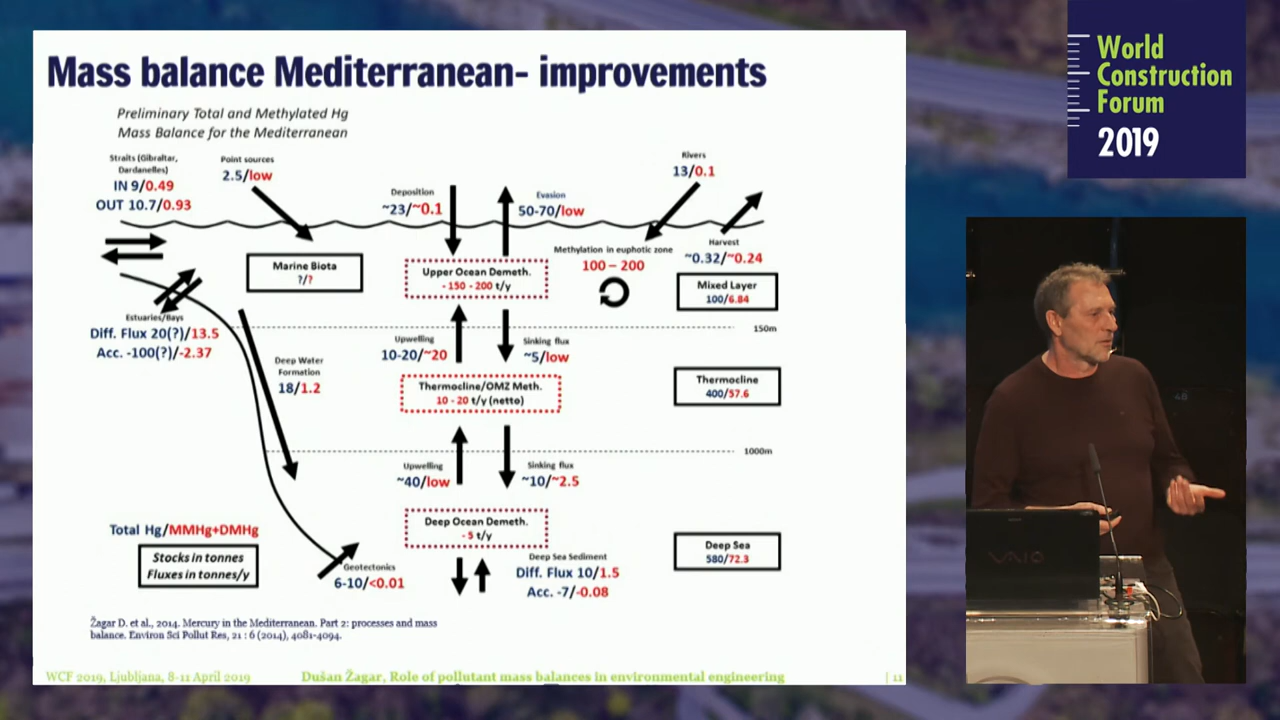 Mass balance Mediterranean- improvements
Preliminary Total and Methylated Hg
Mass Balance for the Mediterranean
Straits (Gibraltar,
Dardanelles)
IN 9/0.49
OUT 10.7/0.93
Point sources
2.5/low
Deposition
~23/~0.1
Evasion
50-70/low
Rivers
13/0.1
Methylation in euphotic zone
100 – 200
Harvest
~0.32/~0.24
Marine Biota
?/?
Upper Ocean Demeth.
- 150 - 200 t/y
Mixed Layer
100/6.84
150m
Estuaries/Bays
Diff. Flux 20(?)/13.5
Acc. -100(?)/-2.37
Deep Water
Formation
18/1.2
Upwelling
10-20/~20
Sinking flux
~5/low
Thermocline/OMZ Meth.
10 - 20 t/y (netto)
Thermocline
400/57.6
1000m
Upwelling
~40/low
Sinking flux
~10/~2.5
Total Hg/MMHg+DMHg
Stocks in tonnes
Fluxes in tonnes/y
Deep Ocean Demeth.
- 5 t/y
Deep Sea
580/72.3
Geotectonics
6-10/<0.01
Deep Sea Sediment
Diff. Flux 10/1.5
Acc. -7/-0.08
Žagar D. et al., 2014. Mercury in the Mediterranean. Part 2: processes and mass
balance. Environ Sci Pollut Res, 21 : 6 (2014), 4081-4094.
WCF 2019, Ljubljana, 8-11 April 2019
Dušan Žagar, Role of pollutant mass balances in environmental engineering
| 11
World
Construction
Forum
2019
VAIO